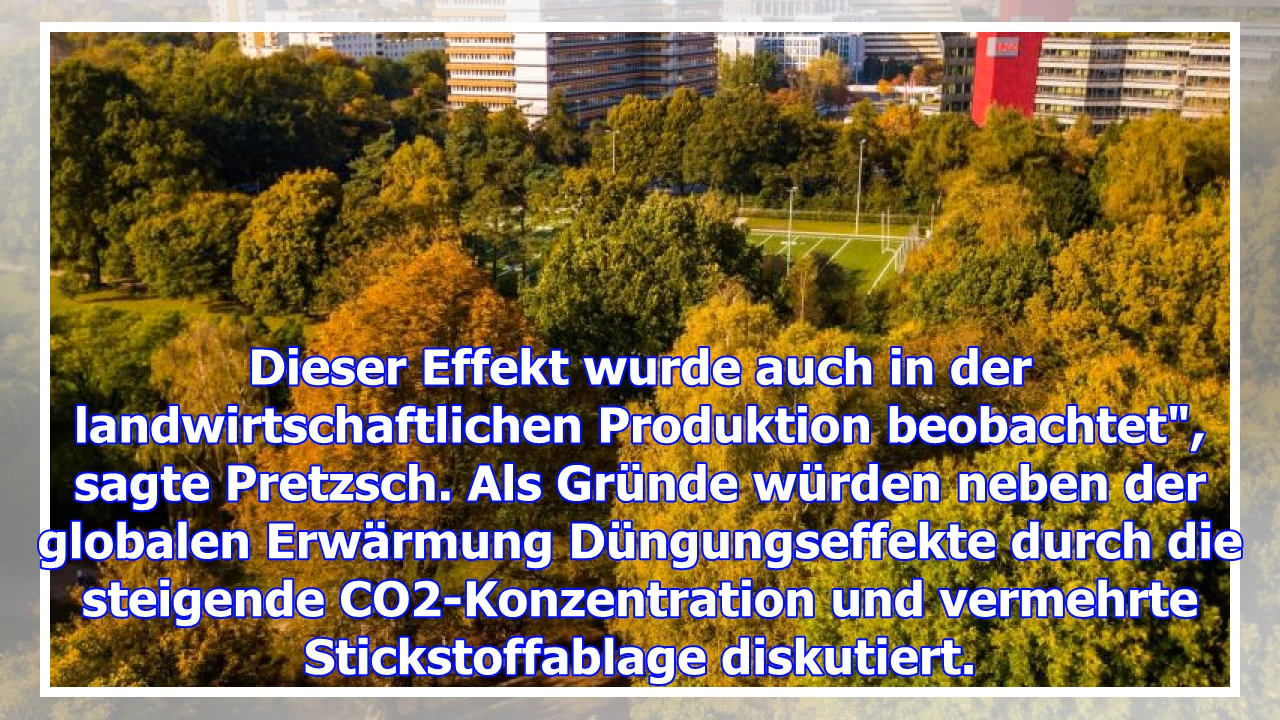 Dieser Effekt wurde auch in der
landwirtschaftlichen Produktion beobachtet",
sagte Pretzsch. Als Gründe würden neben der
globalen Erwärmung Düngungseffekte durch die
steigende CO2-Konzentration und vermehrte
Stickstoffablage diskutiert.